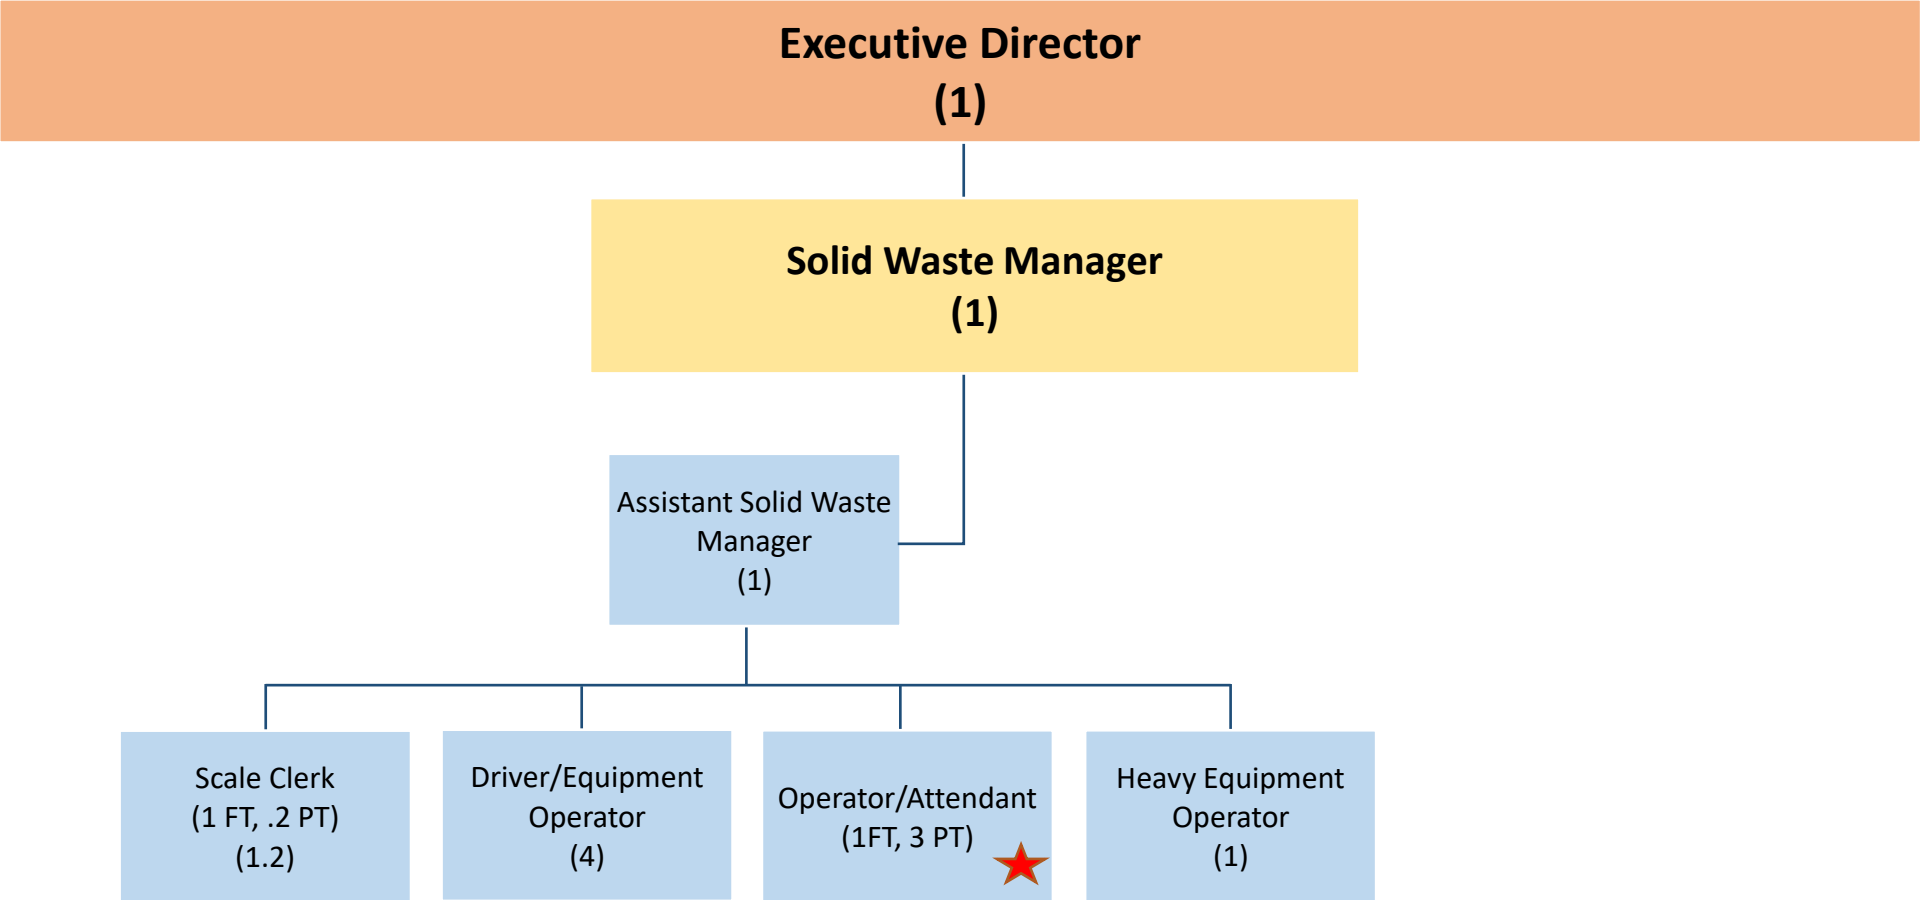 Executive Director
(1)
Solid Waste Manager
(1)
Assistant Solid Waste
Manager
(1)
Scale Clerk
(1 FT, .2 PT)
(1.2)
Driver/Equipment
Operator
(4)
Operator/Attendant
(1FT, 3 PT)
Heavy Equipment
Operator
(1)